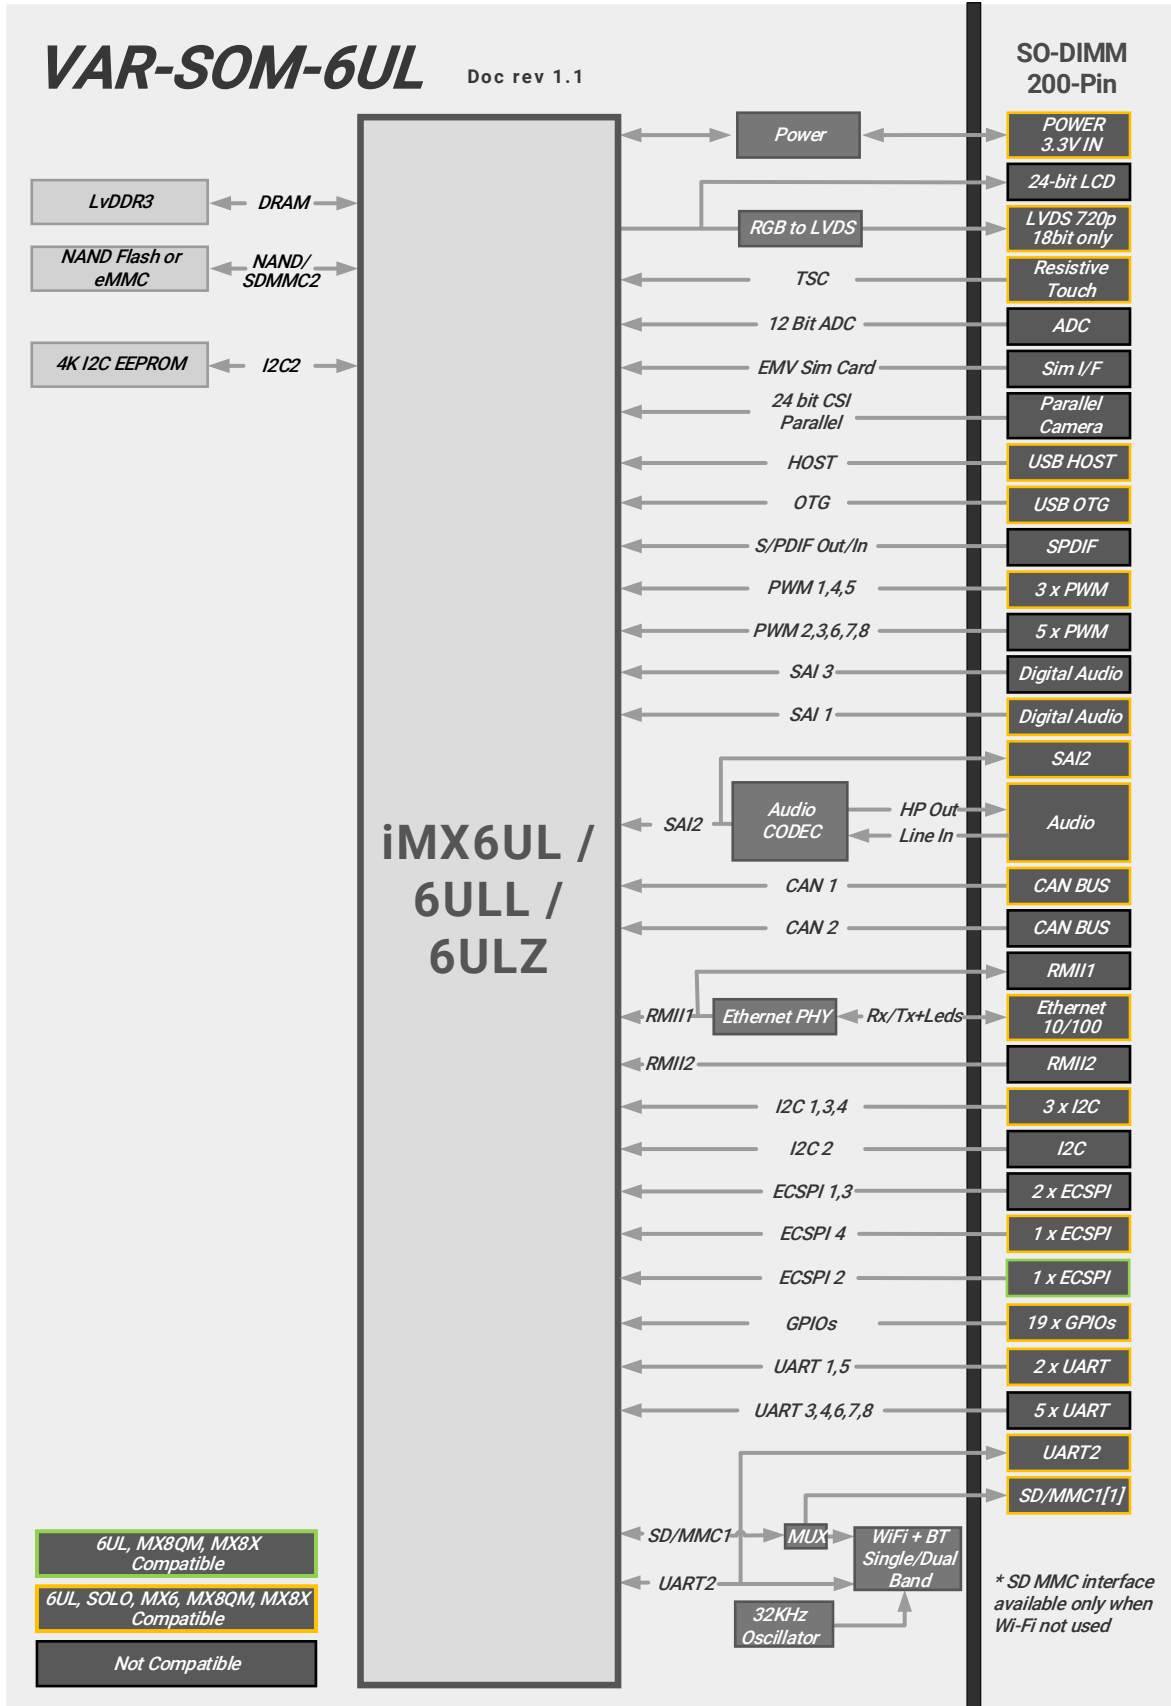 VAR-SOM-6UL
Doc rev 1.1
SO-DIMM
200-Pin
Power
POWER
3.3V IN
24-bit LCD
LvDDR3
DRAM
RGB to LVDS
LVDS 720p
18bit only
NAND Flash or
eMMC
NAND/
SDMMC2
TSC
Resistive
Touch
12 Bit ADC
ADC
4K I2C EEPROM
I2C2
EMV Sim Card
Sim I/F
24 bit CSI
Parallel
Parallel
Camera
HOST
USB HOST
OTG
USB OTG
S/PDIF Out/In
SPDIF
PWM 1,4,5
3 x PWM
PWM 2,3,6,7,8
5 x PWM
SAI 3
Digital Audio
SAI 1
Digital Audio
SAI2
iMX6UL /
6ULL /
6ULZ
SAI2
Audio
CODEC
HP Out
Line In
Audio
CAN 1
CAN BUS
CAN 2
CAN BUS
RMII1
RMII1
Ethernet PHY
Rx/Tx+Leds
Ethernet
10/100
RMII2
RMII2
I2C 1,3,4
3 x I2C
I2C 2
I2C
ECSPI 1,3
2 x ECSPI
ECSPI 4
1 x ECSPI
ECSPI 2
1 x ECSPI
GPIOs
19 x GPIOs
UART 1,5
2 x UART
UART 3,4,6,7,8
5 x UART
UART2
SD/MMC1[1]
SD/MMC1
MUX
WiFi + BT
Single/Dual
Band
UART2
32KHz
Oscillator
* SD MMC interface
available only when
Wi-Fi not used
6UL, MX8QM, MX8X
Compatible
6UL, SOLO, MX6, MX8QM, MX8X
Compatible
Not Compatible